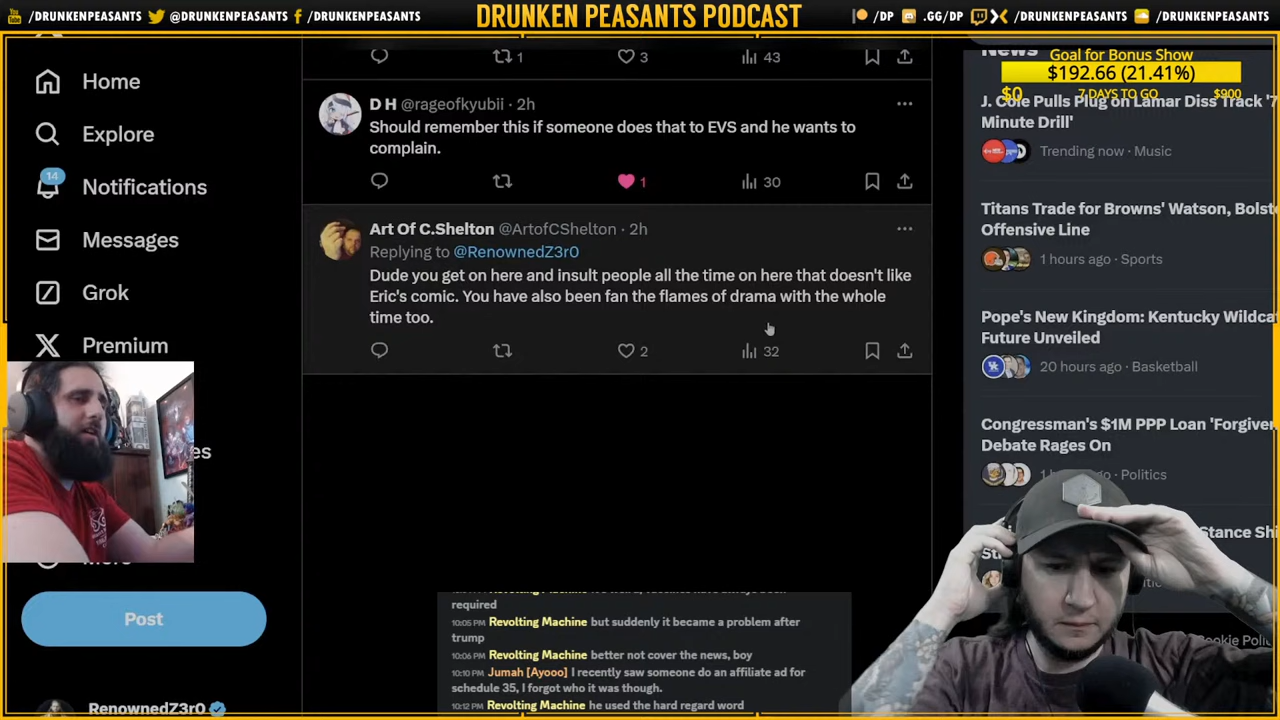 /DRUNKENPEASANTS @DRUNKENPEASANTS /DRUNKENPEASANTS DRUNKEN PEASANTS PODCAST /DP .GG/DP /DRUNKENPEASANTS /DRUNKENPEASANTS
Home
Explore
14
Notifications
Messages
Grok
Premium
Post
RenownedZ3r0
1 3 43
D H @rageofkyubii · 2h
Should remember this if someone does that to EVS and he wants to
complain.
1 30
Art Of C.Shelton @ArtofCShelton · 2h
Replying to @RenownedZ3r0
Dude you get on here and insult people all the time on here that doesn't like
Eric's comic. You have also been fan the flames of drama with the whole
time too.
2 32
required
10:05 PM Revolting Machine but suddenly it became a problem after
trump
10:06 PM Revolting Machine better not cover the news, boy
10:10 PM Jumah [Ayooo] I recently saw someone do an affiliate ad for
schedule 35, I forgot who it was though.
10:12 PM Revolting Machine he used the hard regard word
News
Goal for Bonus Show
$192.66 (21.41%)
$0 7 DAYS TO GO $900
J. Cole Pulls Plug on Lamar Diss Track '7
Minute Drill'
Trending now · Music
Titans Trade for Browns' Watson, Bolst
Offensive Line
1 hours ago · Sports
Pope's New Kingdom: Kentucky Wildca
Future Unveiled
20 hours ago · Basketball
Congressman's $1M PPP Loan 'Forgiven
Debate Rages On
ago · Politics
Stance Shi